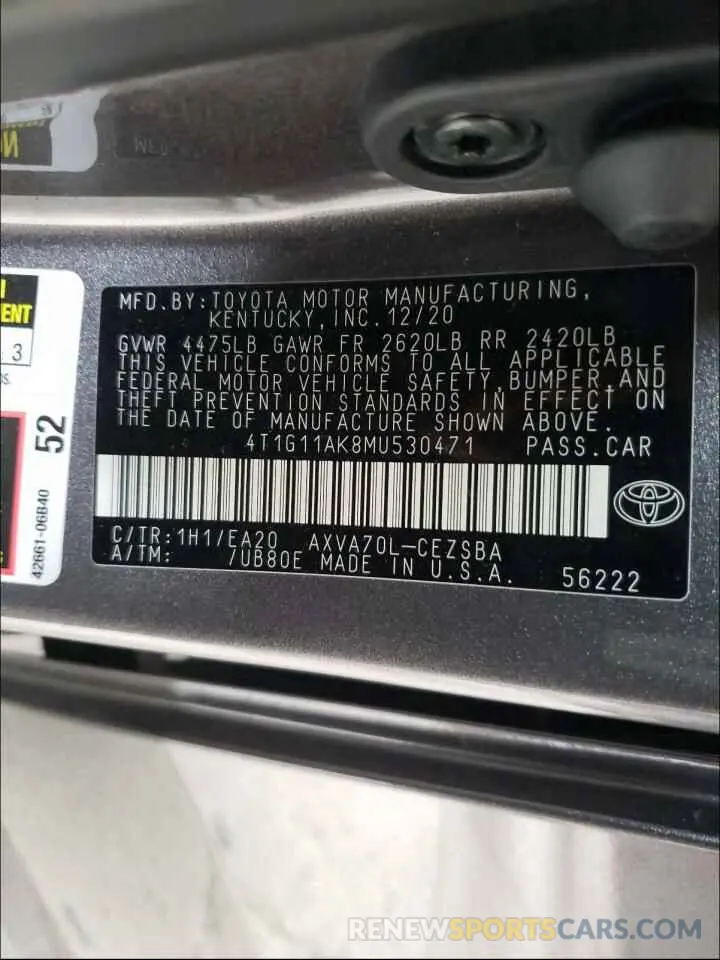 MFD.BY:TOYOTA MOTOR MANUFACTURING,
KENTUCKY,INC.12/20
GVWR 4475LB GAWR FR 2620LB RR 2420LB
THIS VEHICLE CONFORMS TO ALL APPLICABLE
FEDERAL MOTOR VEHICLE SAFETY,BUMPER,AND
THEFT PREVENTION STANDARDS IN EFFECT ON
THE DATE OF MANUFACTURE SHOWN ABOVE.
4T1G11AK8MU530471 PASS.CAR
C/TR:1H1/EA20 AXVA70L-CEZSBA
A/TM: /UB80E MADE IN U.S.A. 56222
52
42661-06B40
RENEWSPORTSCARS.COM